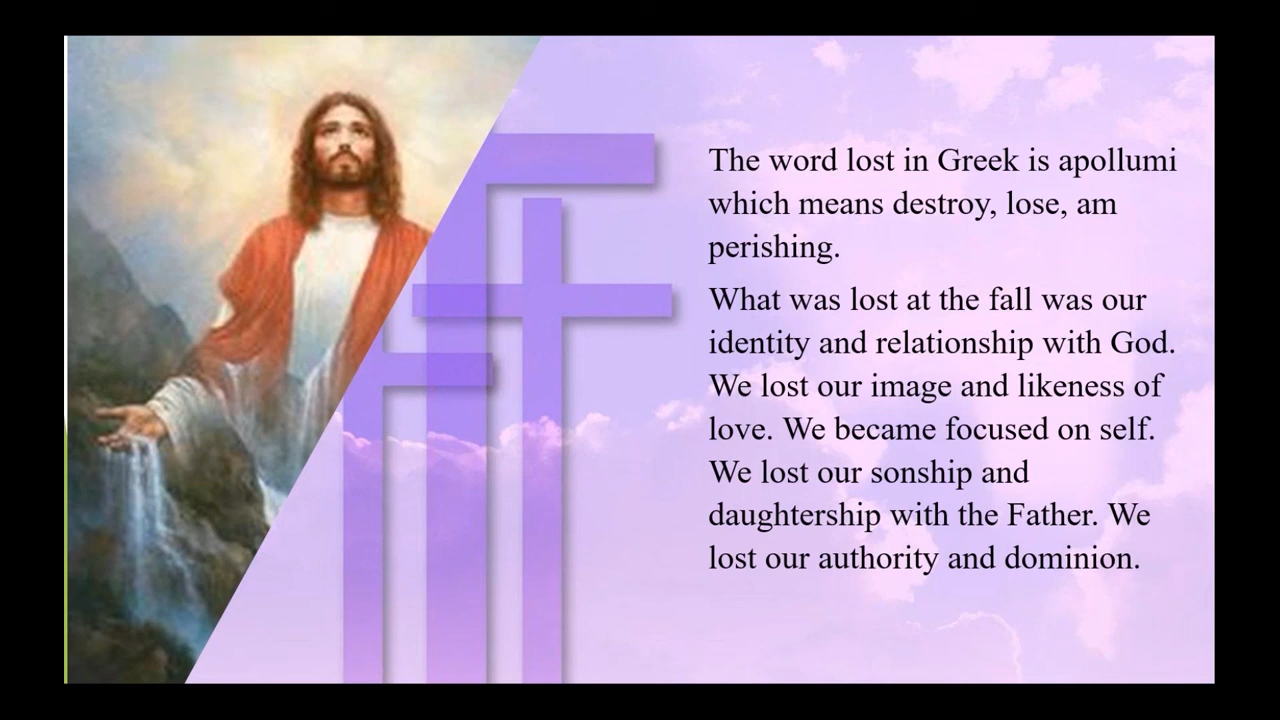 The word lost in Greek is apollumi
which means destroy, lose, am
perishing.
What was lost at the fall was our
identity and relationship with God.
We lost our image and likeness of
love. We became focused on self.
We lost our sonship and
daughtership with the Father. We
lost our authority and dominion.